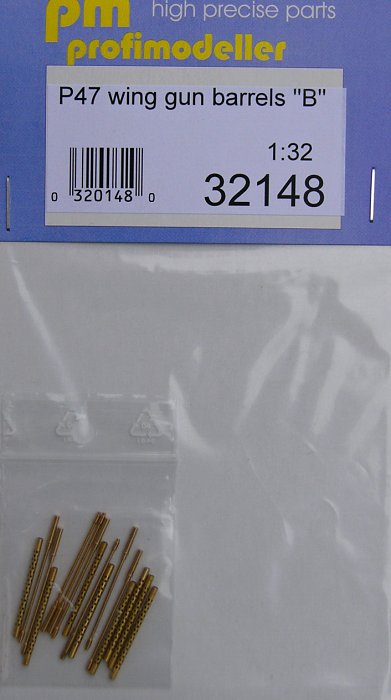 pm
high precise parts
profimodeller
P47 wing gun barrels "B"
1:32
32148
0 320148 0